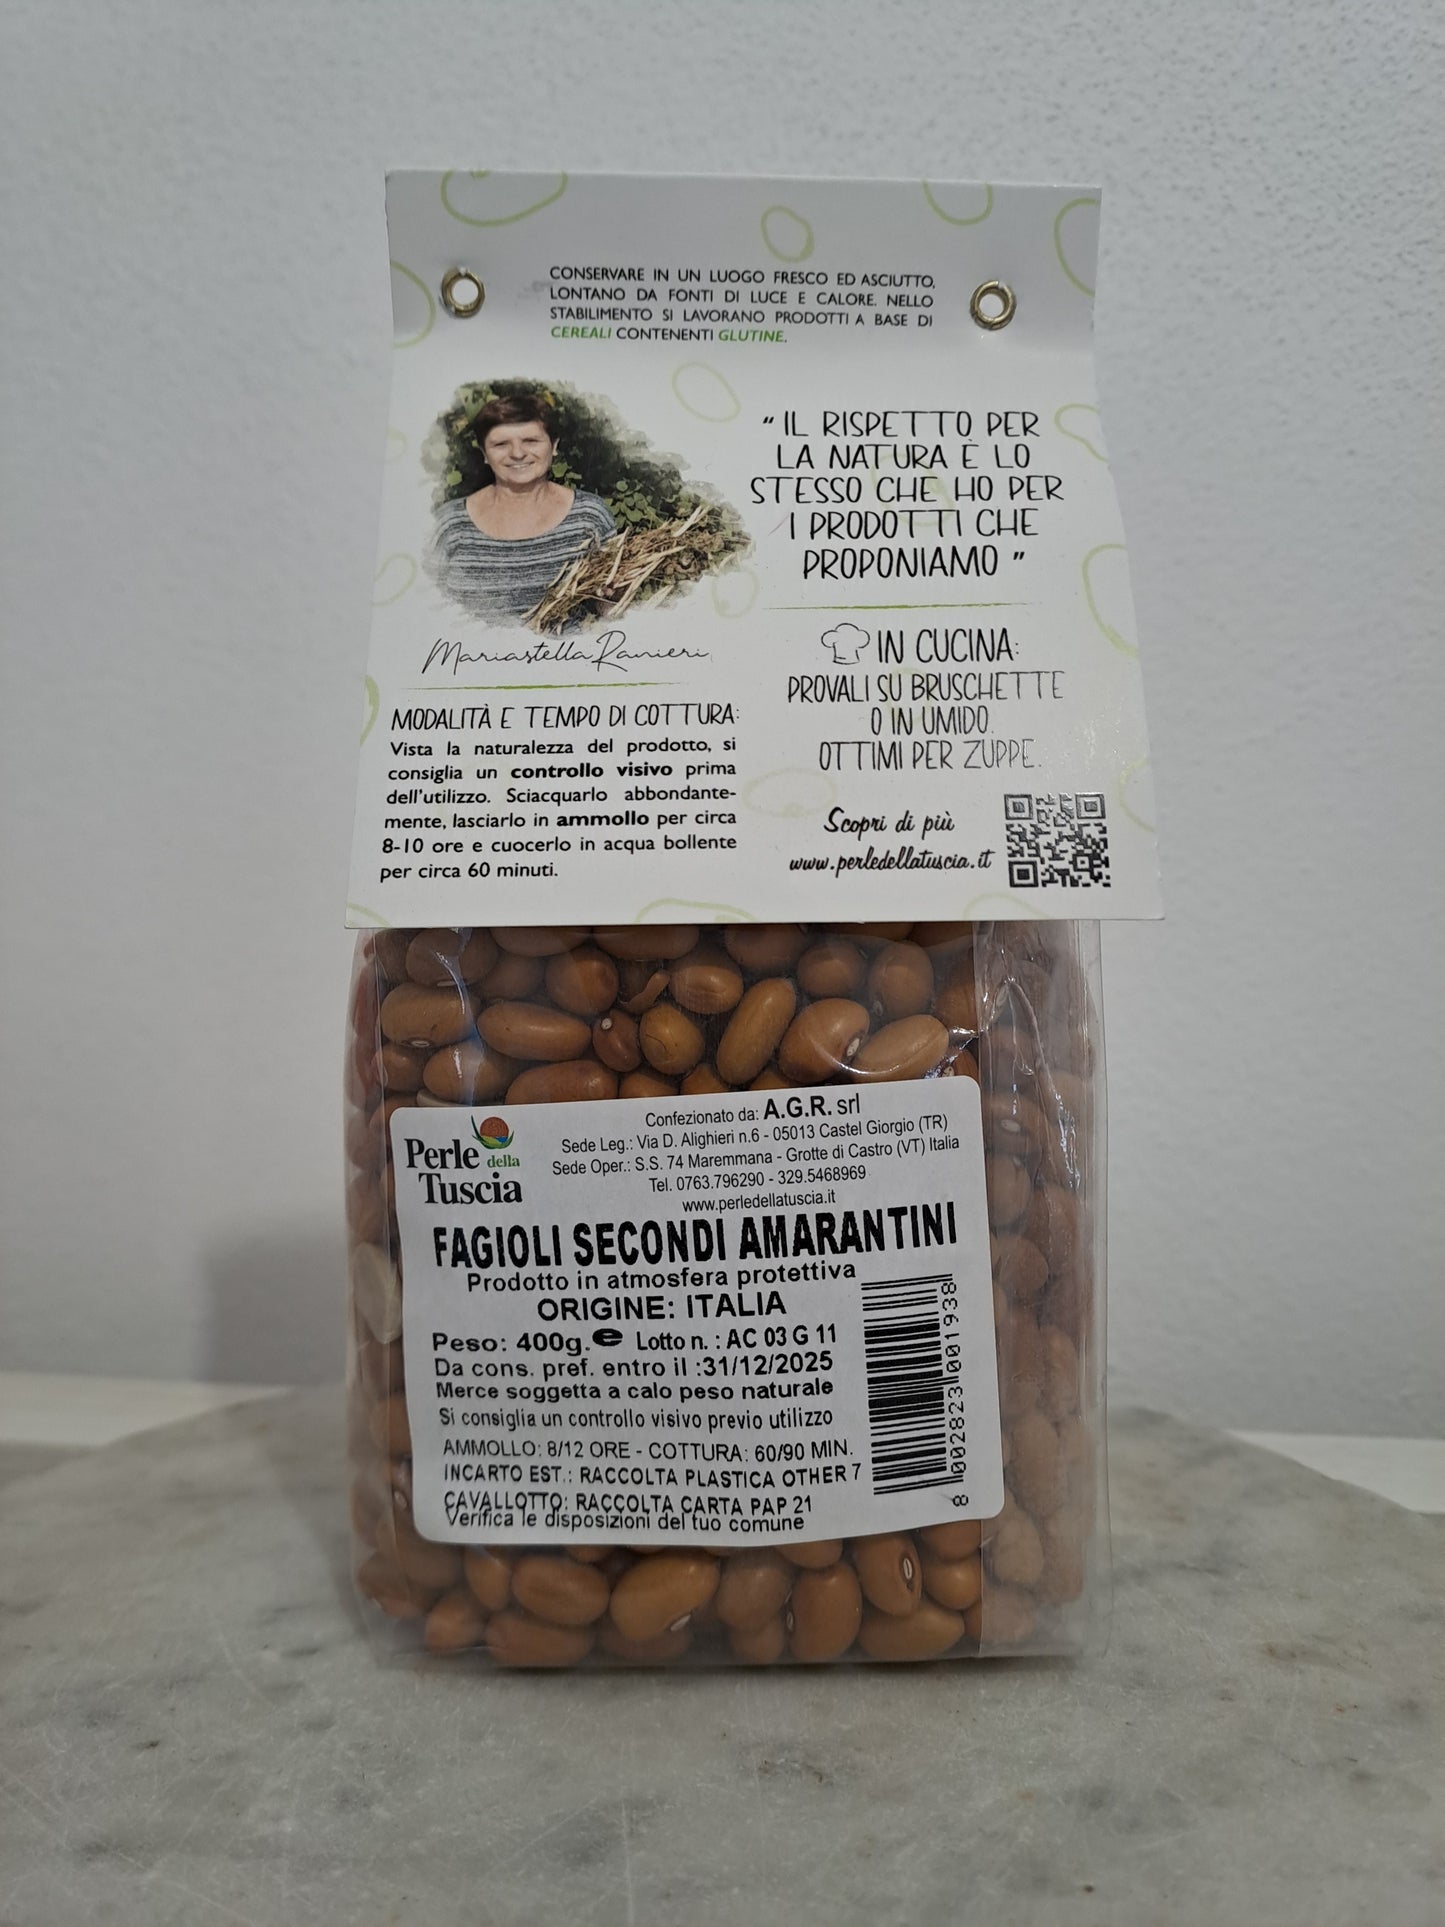 CONSERVARE IN UN LUOGO FRESCO ED ASCIUTTO,
LONTANO DA FONTI DI LUCE E CALORE. NELLO
STABILIMENTO SI LAVORANO PRODOTTI A BASE DI
CEREALI CONTENENTI GLUTINE.
“ IL RISPETTO PER
LA NATURA È LO
STESSO CHE HO PER
I PRODOTTI CHE
PROPONIAMO ”
Mariastella Ranieri
MODALITÀ E TEMPO DI COTTURA:
Vista la naturalezza del prodotto, si
consiglia un controllo visivo prima
dell'utilizzo. Sciacquarlo abbondante-
mente, lasciarlo in ammollo per circa
8-10 ore e cuocerlo in acqua bollente
per circa 60 minuti.
IN CUCINA:
PROVALI SU BRUSCHETTE
O IN UMIDO.
OTTIMI PER ZUPPE.
Scopri di più
www.perledellatuscia.it
Perle della
Tuscia
Confezionato da: A.G.R. srl
Sede Leg.: Via D. Alighieri n.6 - 05013 Castel Giorgio (TR)
Sede Oper.: S.S. 74 Maremmana - Grotte di Castro (VT) Italia
Tel. 0763.796290 - 329.5468969
www.perledellatuscia.it
FAGIOLI SECONDI AMARANTINI
Prodotto in atmosfera protettiva
ORIGINE: ITALIA
Peso: 400g. e Lotto n. : AC 03 G 11
Da cons. pref. entro il :31/12/2025
Merce soggetta a calo peso naturale
Si consiglia un controllo visivo previo utilizzo
AMMOLLO: 8/12 ORE - COTTURA: 60/90 MIN.
INCARTO EST.: RACCOLTA PLASTICA OTHER 7
CAVALLOTTO: RACCOLTA CARTA PAP 21
Verifica le disposizioni del tuo comune
8 002823 001938